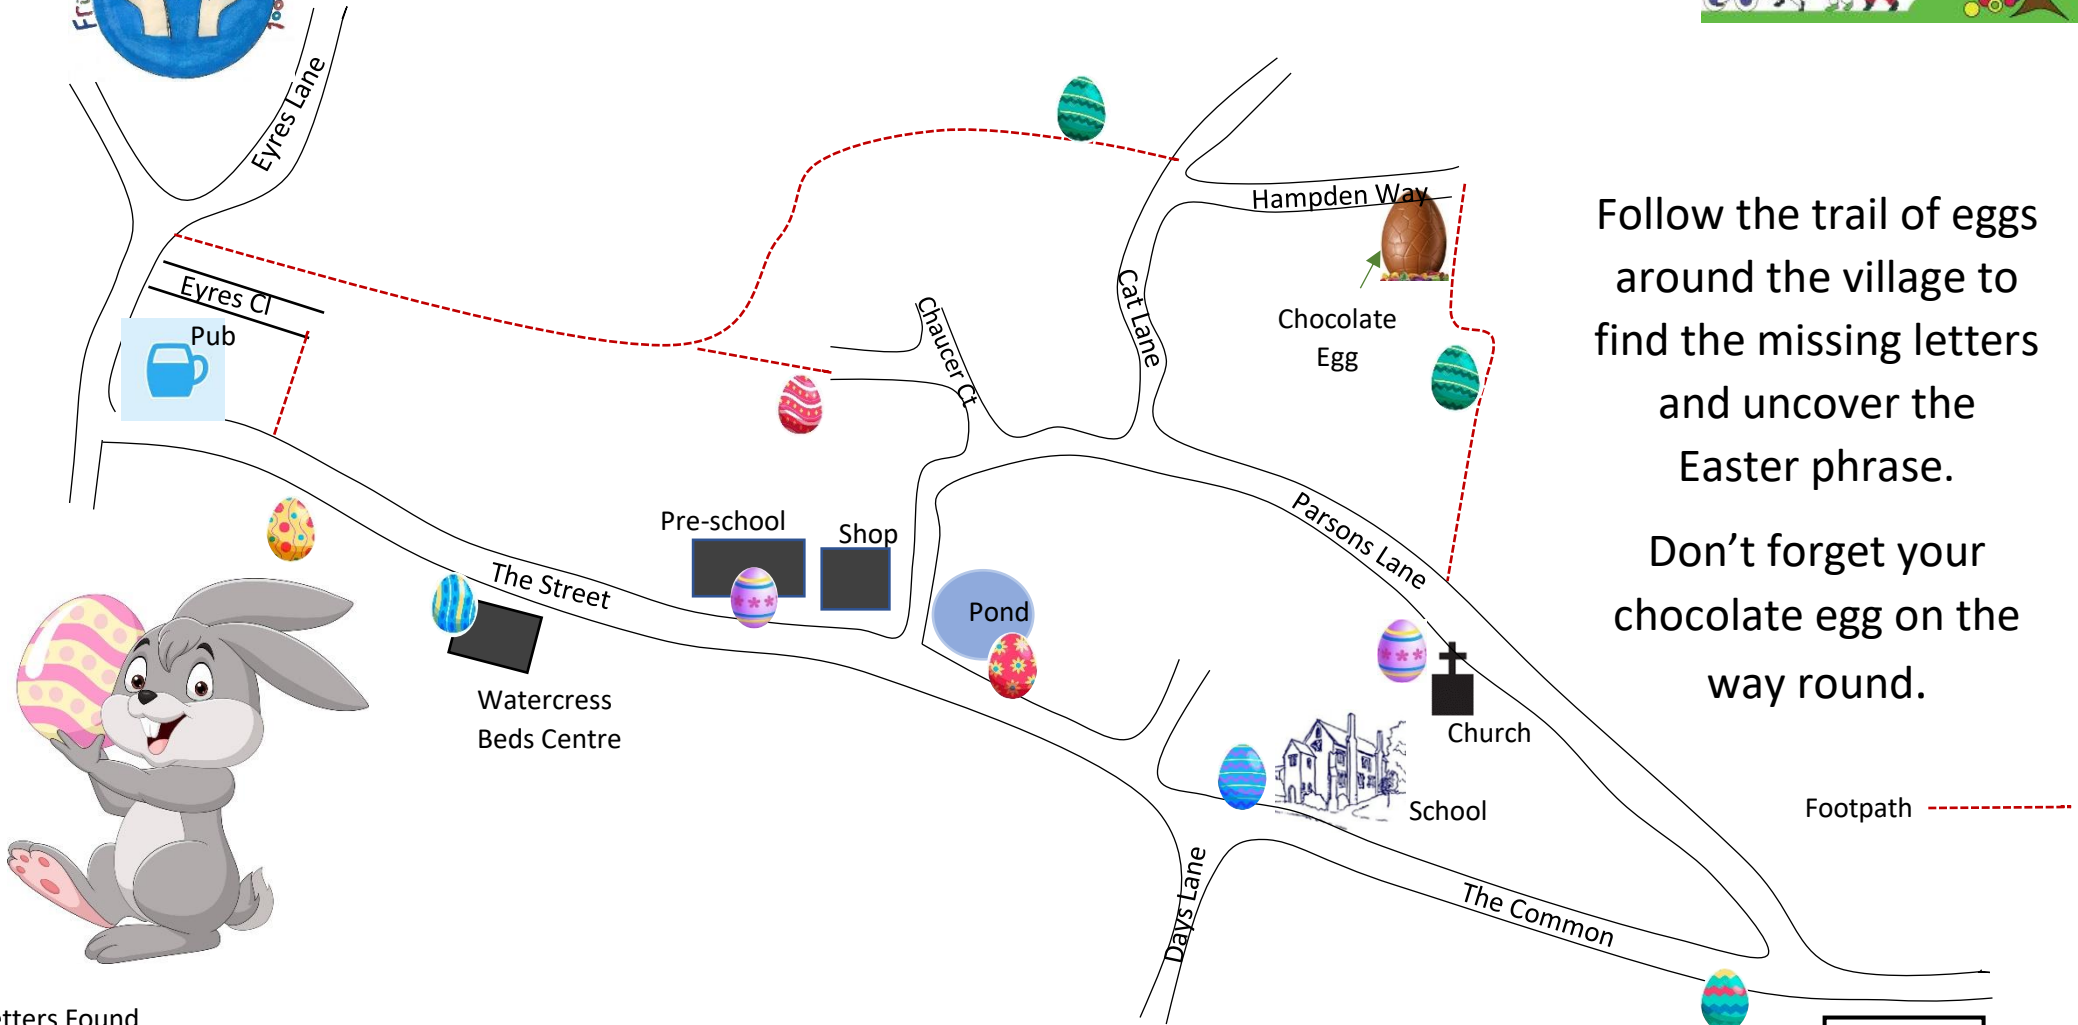 Eyres Lane
Hampden Way
Follow the trail of eggs
around the village to
find the missing letters
and uncover the
Easter phrase.
Don't forget your
chocolate egg on the
way round.
Eyres Cl
Pub
Chaucer Ct
Cat Lane
Chocolate
Egg
Parsons Lane
Pre-school
Shop
The Street
Pond
Watercress
Beds Centre
Church
School
Footpath
Days Lane
The Common
Found